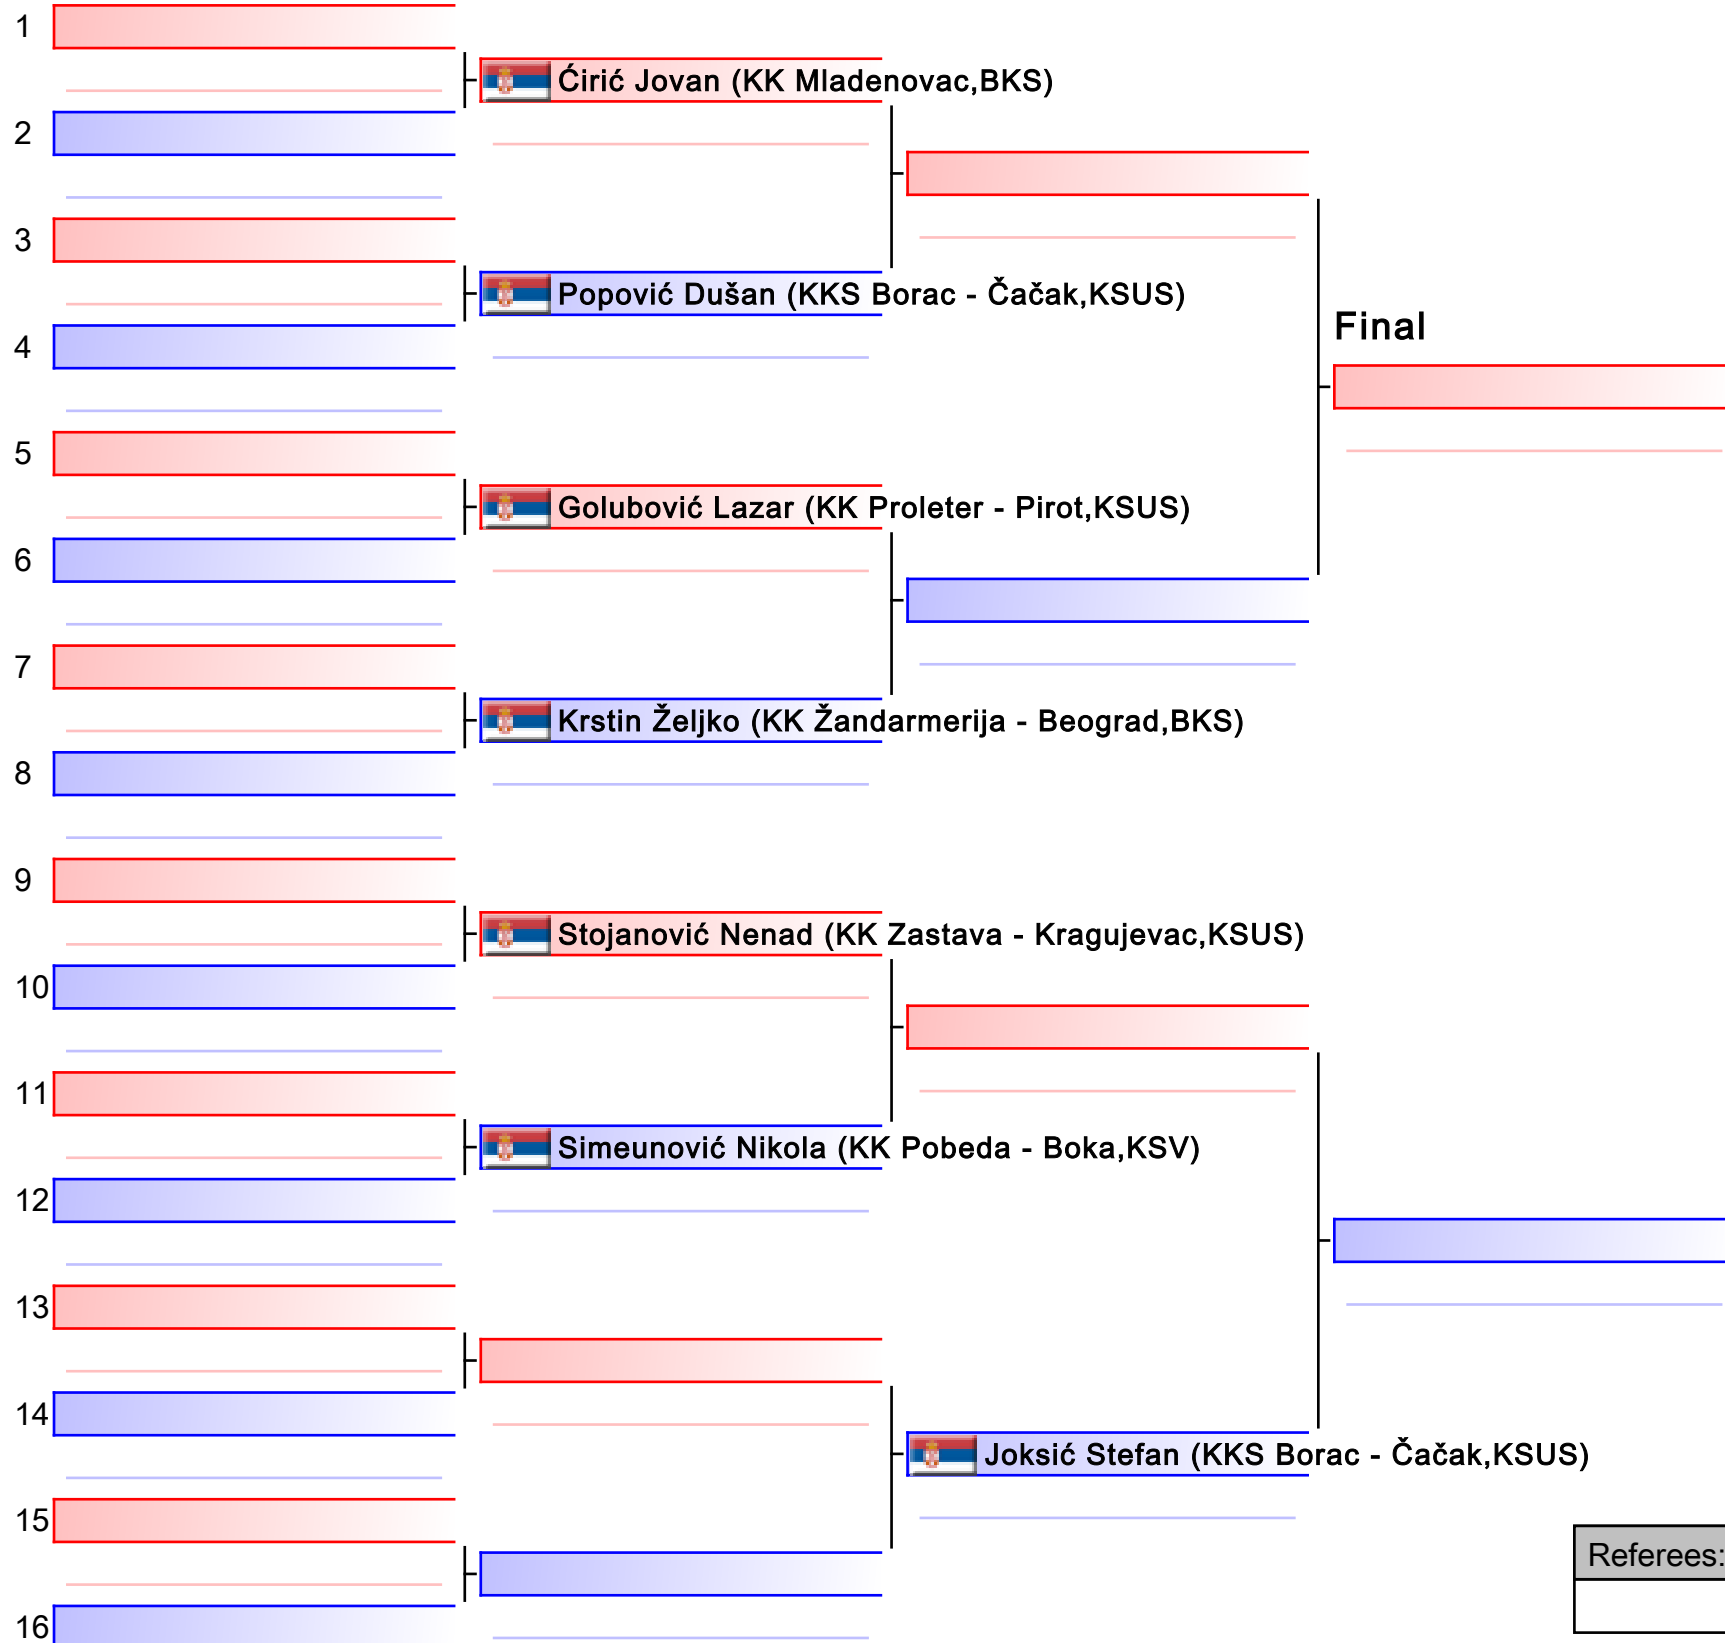 1
Ćirić Jovan (KK Mladenovac,BKS)
2
3
Popović Dušan (KKS Borac - Čačak,KSUS)
4
Final
5
Golubović Lazar (KK Proleter - Pirot,KSUS)
6
7
Krstin Željko (KK Žandarmerija - Beograd,BKS)
8
9
Stojanović Nenad (KK Zastava - Kragujevac,KSUS)
10
11
Simeunović Nikola (KK Pobeda - Boka,KSV)
12
13
14
Joksić Stefan (KKS Borac - Čačak,KSUS)
15
Referees:
16